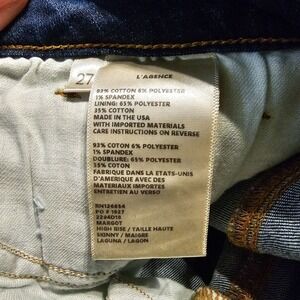 27
L'AGENCE
93% COTTON 6% POLYESTER
1% SPANDEX
LINING: 65% POLYESTER
35% COTTON
MADE IN THE USA
WITH IMPORTED MATERIALS
CARE INSTRUCTIONS ON REVERSE
93% COTON 6% POLYESTER
1% SPANDEX
DOUBLURE: 65% POLYESTER
35% COTON
FABRIQUE DANS LA ETATS-UNIS
D'AMERIQUE AVEC DES
MATERIAUX IMPORTES
ENTRETIEN AU VERSO
RN126854
PO # 1827
2294DLS
MARGOT
HIGH RISE / TAILLE HAUTE
SKINNY / MAIGRE
LAGUNA / LAGON